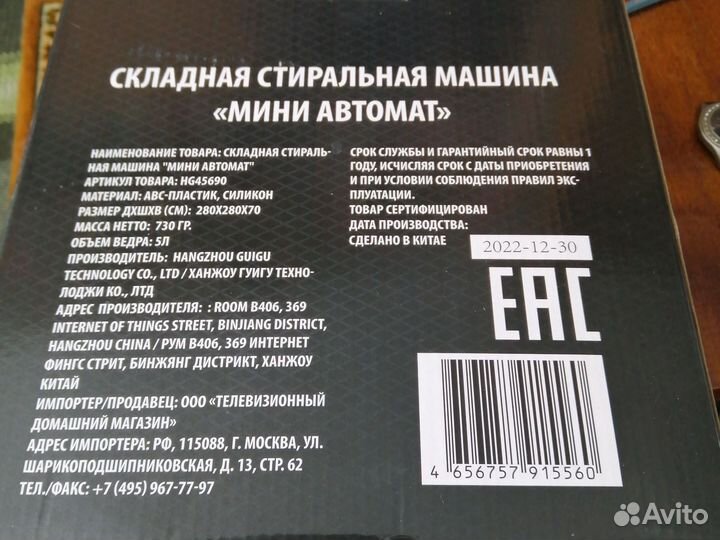 СКЛАДНАЯ СТИРАЛЬНАЯ МАШИНА
«МИНИ АВТОМАТ»
НАИМЕНОВАНИЕ ТОВАРА: СКЛАДНАЯ СТИРАЛЬ-
НАЯ МАШИНА "МИНИ АВТОМАТ"
АРТИКУЛ ТОВАРА: HG45690
МАТЕРИАЛ: АВС-ПЛАСТИК, СИЛИКОН
РАЗМЕР ДХШХВ (СМ): 280Х280Х70
МАССА НЕТТО: 730 ГР.
ОБЪЕМ ВЕДРА: 5Л
ПРОИЗВОДИТЕЛЬ: HANGZHOU GUIGU
TECHNOLOGY CO., LTD / ХАНЖОУ ГУИГУ ТЕХНО-
ЛОДЖИ КО., ЛТД
АДРЕС ПРОИЗВОДИТЕЛЯ: : ROOM B406, 369
INTERNET OF THINGS STREET, BINJIANG DISTRICT,
HANGZHOU CHINA / РУМ В406, 369 ИНТЕРНЕТ
ФИНГС СТРИТ, БИНЖЯНГ ДИСТРИКТ, ХАНЖОУ
КИТАЙ
ИМПОРТЕР/ПРОДАВЕЦ: ООО «ТЕЛЕВИЗИОННЫЙ
ДОМАШНИЙ МАГАЗИН»
АДРЕС ИМПОРТЕРА: РФ, 115088, Г. МОСКВА, УЛ.
ШАРИКОПОДШИПНИКОВСКАЯ, Д. 13, СТР. 62
ТЕЛ./ФАКС: +7 (495) 967-77-97
СРОК СЛУЖБЫ И ГАРАНТИЙНЫЙ СРОК РАВНЫ 1
ГОДУ, ИСЧИСЛЯЯ СРОК С ДАТЫ ПРИОБРЕТЕНИЯ
И ПРИ УСЛОВИИ СОБЛЮДЕНИЯ ПРАВИЛ ЭКС-
ПЛУАТАЦИИ.
ТОВАР СЕРТИФИЦИРОВАН
ДАТА ПРОИЗВОДСТВА:
СДЕЛАНО В КИТАЕ
2022-12-30
EAC
4 656757 915560
Avito